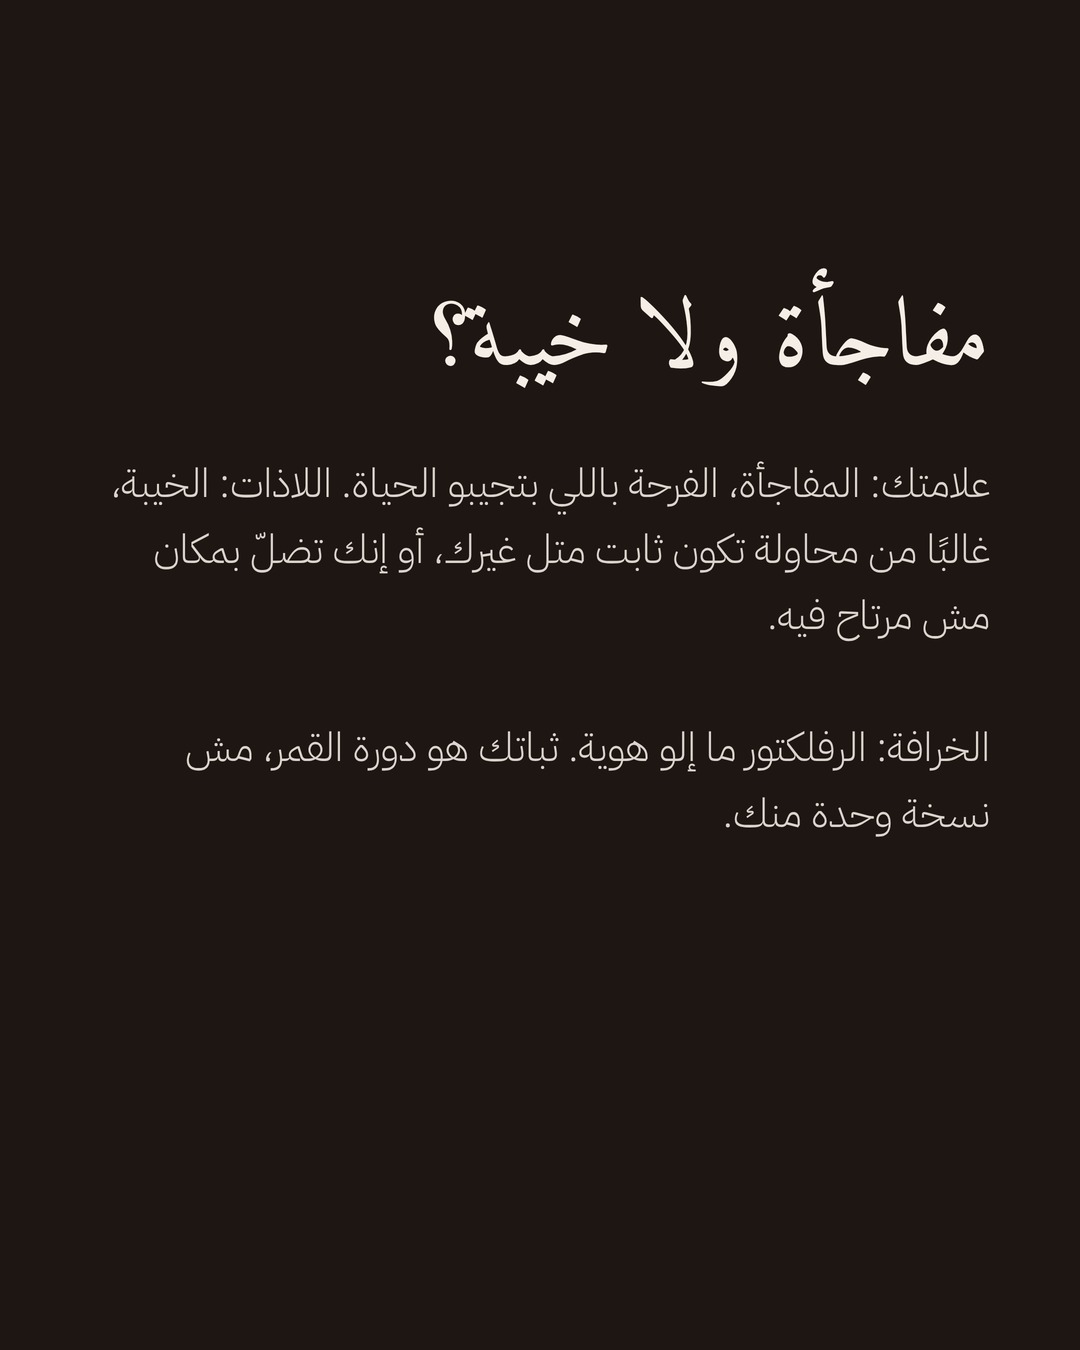 مفاجأة ولا خيبة؟
علامتك: المفاجأة، الفرحة باللي بتجيبو الحياة. اللاذات: الخيبة،
غالبًا من محاولة تكون ثابت متل غيرك، أو إنك تضلّ بمكان
مش مرتاح فيه.
الخرافة: الرفلكتور ما إلو هوية. ثباتك هو دورة القمر، مش
نسخة وحدة منك.